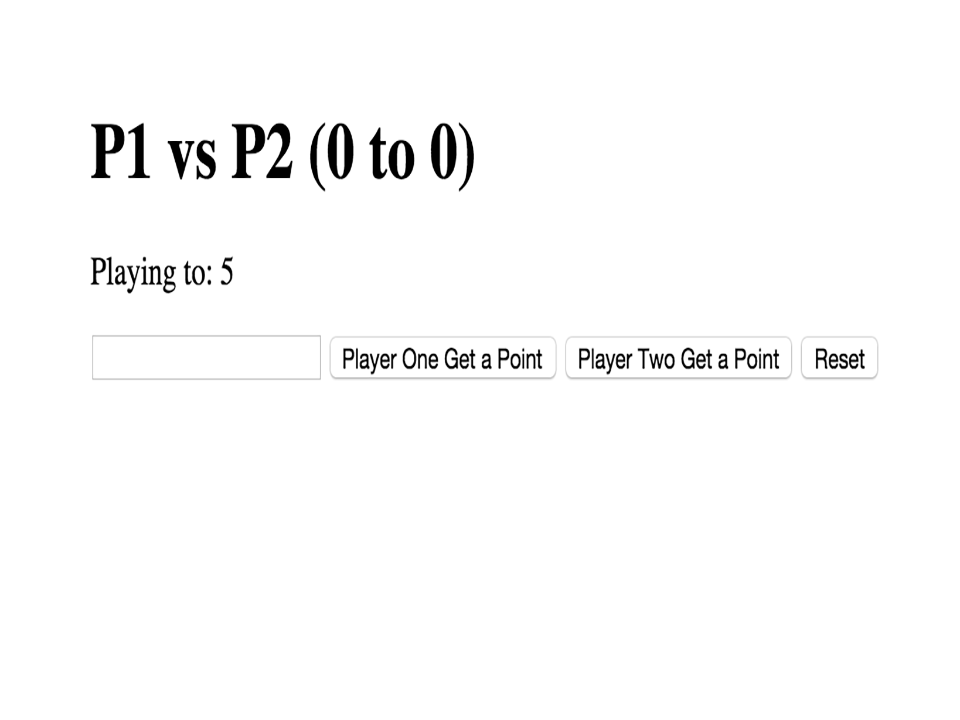 P1 vs P2 (0 to 0)
Playing to: 5
Player One Get a Point Player Two Get a Point Reset